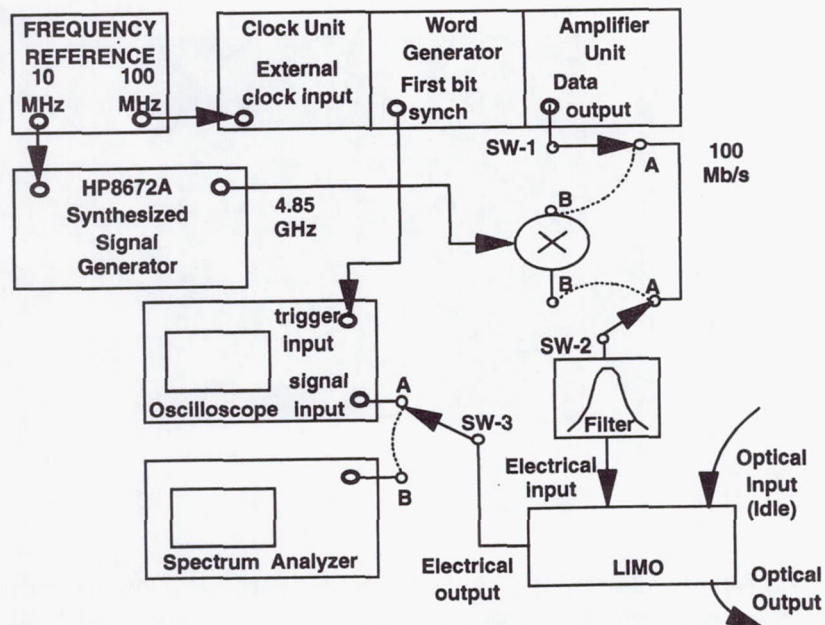 FREQUENCY
REFERENCE
10 100
MHz MHz
Clock Unit
External
clock input
Word
Generator
First bit
synch
Amplifier
Unit
Data
output
SW-1
A
100
Mb/s
B
HP8672A
Synthesized
Signal
Generator
4.85
GHz
B
A
SW-2
trigger
input
signal
Input
Oscilloscope
A
SW-3
B
Filter
Electrical
input
Optical
Input
(Idle)
Spectrum Analyzer
Electrical
output
LIMO
Optical
Output